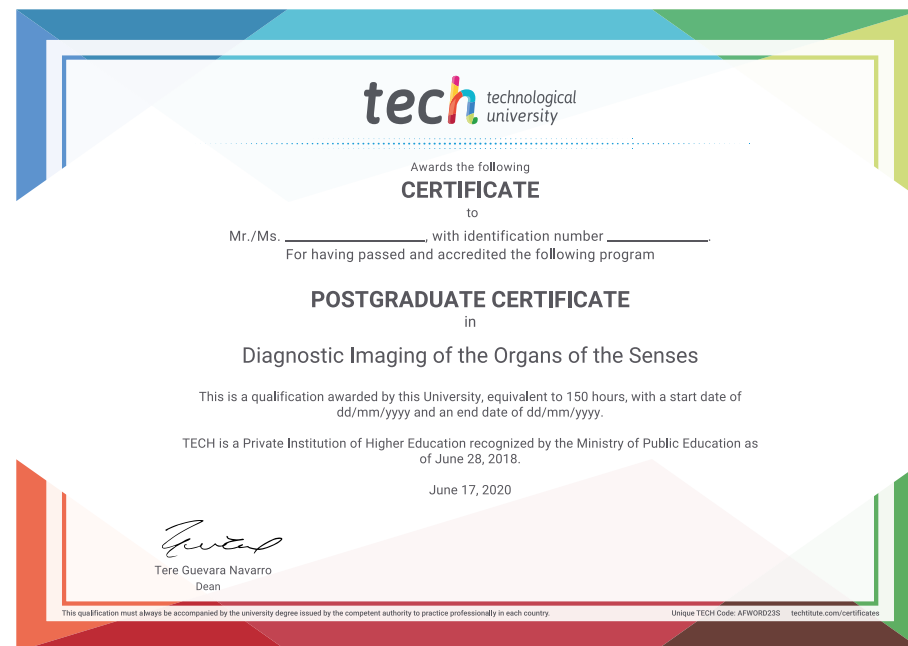 tech technological
university
Awards the following
CERTIFICATE
to
Mr./Ms. ____________________, with identification number ______________.
For having passed and accredited the following program
POSTGRADUATE CERTIFICATE
in
Diagnostic Imaging of the Organs of the Senses
This is a qualification awarded by this University, equivalent to 150 hours, with a start date of
dd/mm/yyyy and an end date of dd/mm/yyyy.
TECH is a Private Institution of Higher Education recognized by the Ministry of Public Education as
of June 28, 2018.
June 17, 2020
Tere Guevara Navarro
Dean
This qualification must always be accompanied by the university degree issued by the competent authority to practice professionally in each country.
Unique TECH Code: AFWORD23S techtitute.com/certificates